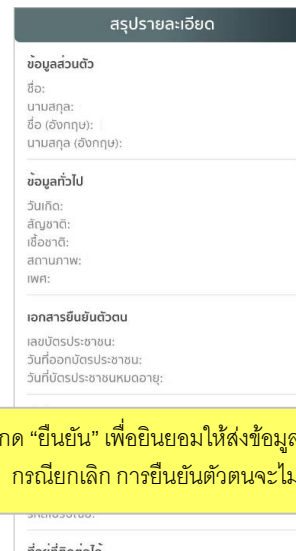 สรุปรายละเอียด
ข้อมูลส่วนตัว
ชื่อ:
นามสกุล:
ชื่อ (อังกฤษ):
นามสกุล (อังกฤษ):
ข้อมูลทั่วไป
วันเกิด:
สัญชาติ:
เชื้อชาติ:
สถานภาพ:
เพศ:
เอกสารยืนยันตัวตน
เลขบัตรประชาชน:
วันที่ออกบัตรประชาชน:
วันที่บัตรประชาชนหมดอายุ:
กด “ยืนยัน” เพื่อยินยอมให้ส่งข้อมูล
กรณียกเลิก การยืนยันตัวตนจะไม่